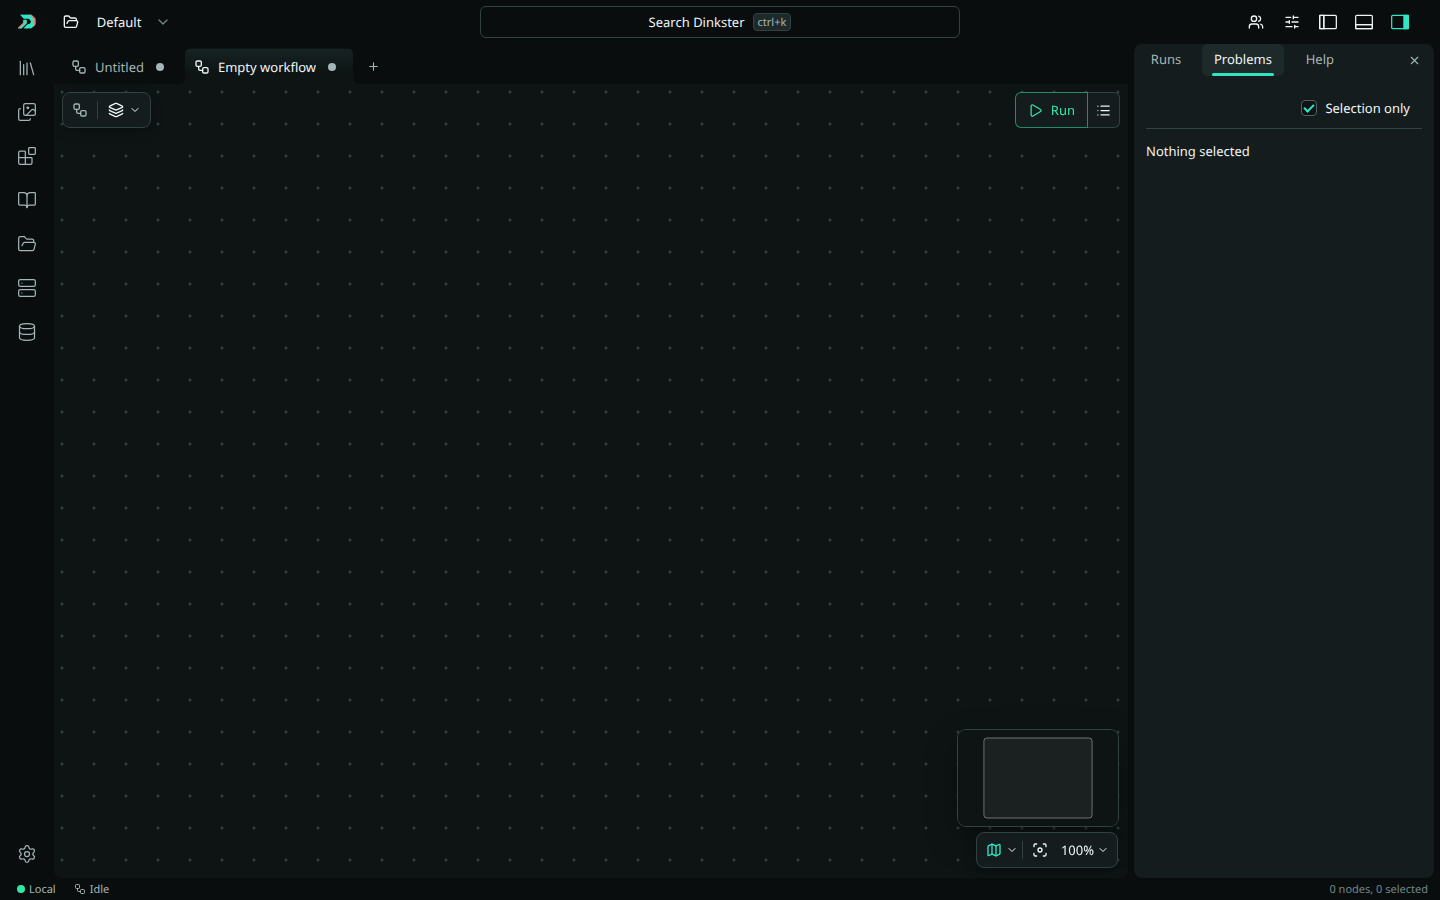 Default
Search Dinkster ctrl+k
Untitled
Empty workflow
Run
Runs
Problems
Help
Selection only
Nothing selected
100%
Local
Idle
0 nodes, 0 selected